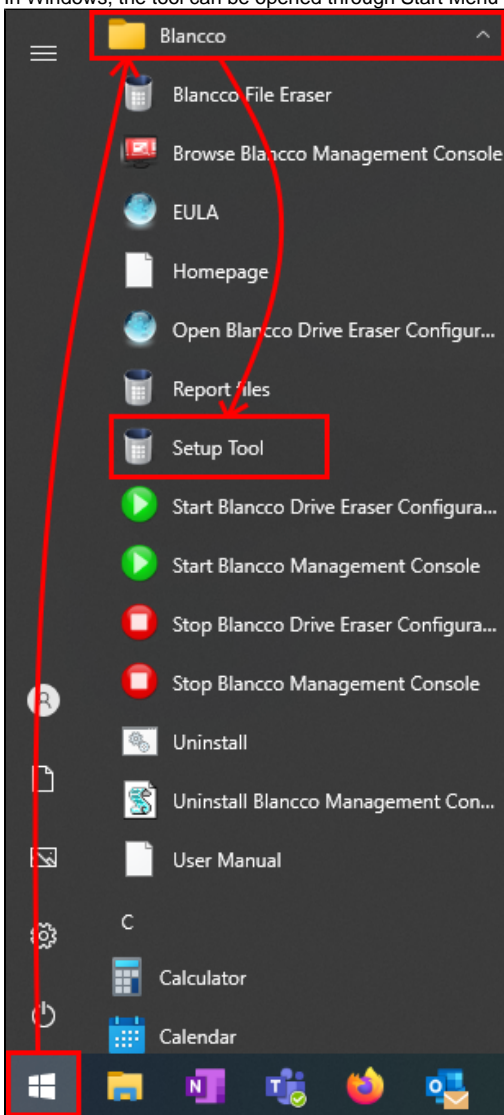 In Windows, the tool can be opened through Start Menu
Blancco
Blancco File Eraser
Browse Blancco Management Console
EULA
Homepage
Open Blancco Drive Eraser Configur...
Report files
Setup Tool
Start Blancco Drive Eraser Configura...
Start Blancco Management Console
Stop Blancco Drive Eraser Configura...
Stop Blancco Management Console
Uninstall
Uninstall Blancco Management Con...
User Manual
C
Calculator
Calendar